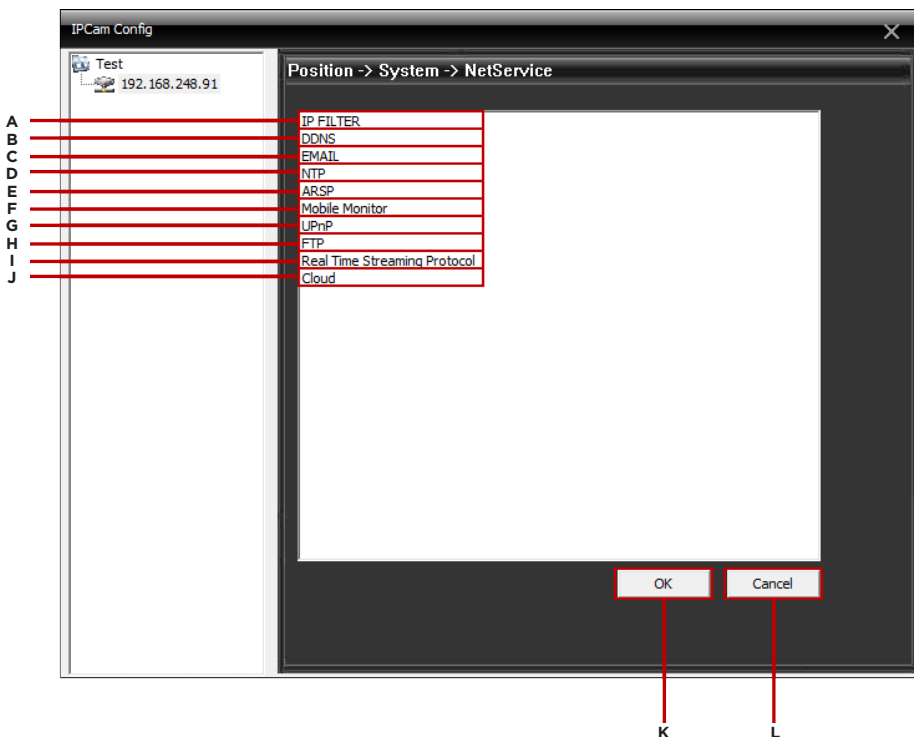 IPCam Config
Test
192.168.248.91
Position -> System -> NetService
A IP FILTER
B DDNS
C EMAIL
D NTP
E ARSP
F Mobile Monitor
G UPnP
H FTP
I Real Time Streaming Protocol
J Cloud
OK Cancel
K L